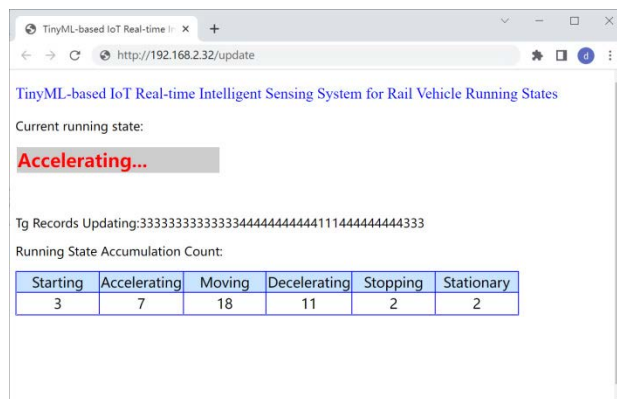 TinyML-based IoT Real-time In
http://192.168.2.32/update
d
TinyML-based IoT Real-time Intelligent Sensing System for Rail Vehicle Running States
Current running state:
Accelerating...
Tg Records Updating:33333333333333444444444444111444444444333
Running State Accumulation Count:
Starting Accelerating Moving Decelerating Stopping Stationary
3 7 18 11 2 2